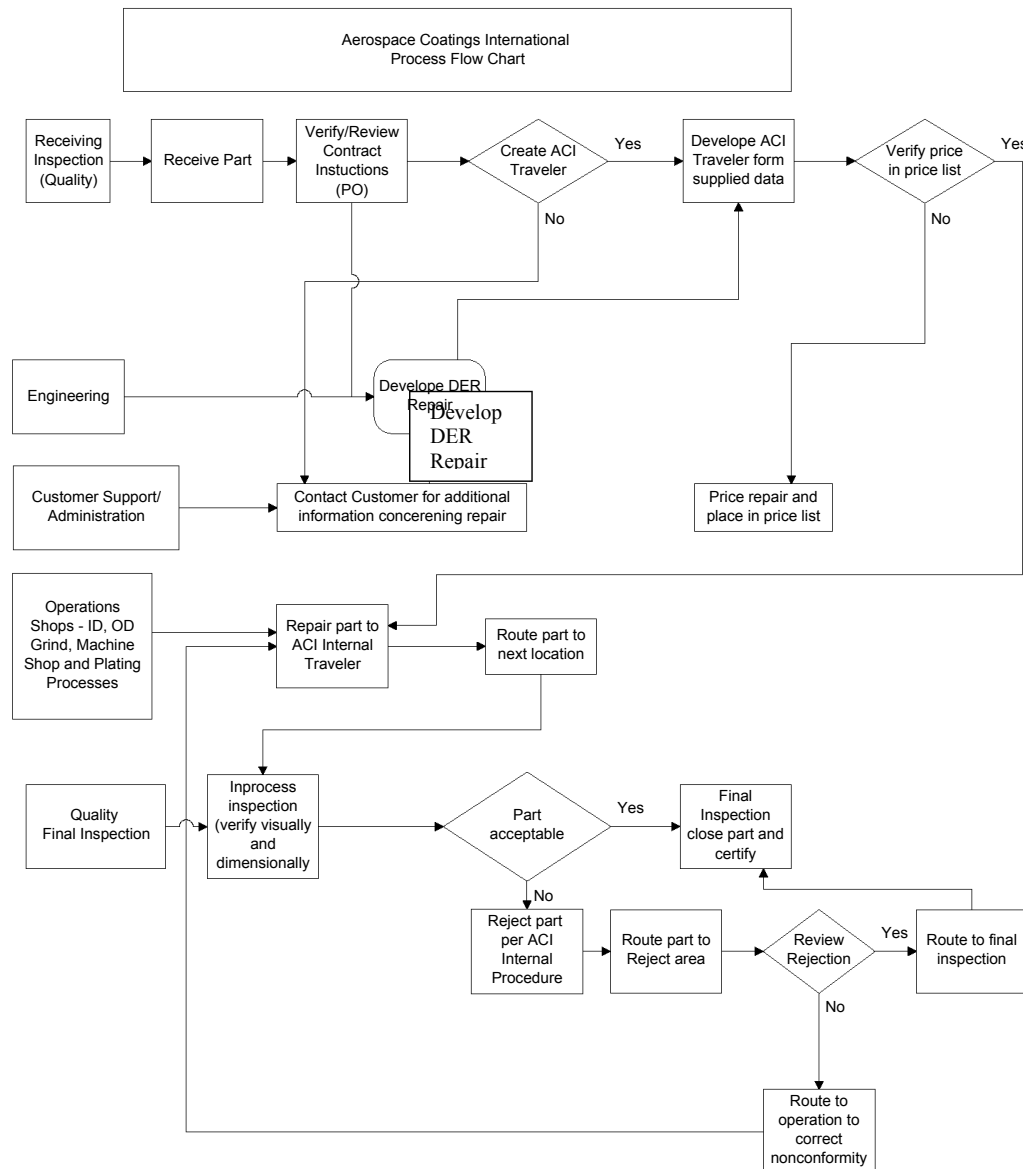 Aerospace Coatings International
Process Flow Chart
Receiving
Inspection
(Quality)
Receive Part
Verify/Review
Contract
Instuctions
(PO)
Create ACI
Traveler
Yes
No
Develope ACI
Traveler form
supplied data
Verify price
in price list
Yes
No
Engineering
Develope DER
Repair
Develop
DER
Repair
Customer Support/
Administration
Contact Customer for additional
information concerening repair
Price repair and
place in price list
Operations
Shops - ID, OD
Grind, Machine
Shop and Plating
Processes
Repair part to
ACI Internal
Traveler
Route part to
next location
Quality
Final Inspection
Inprocess
inspection
(verify visually
and
dimensionally
Part
acceptable
Yes
No
Final
Inspection
close part and
certify
Reject part
per ACI
Internal
Procedure
Route part to
Reject area
Review
Rejection
Yes
No
Route to final
inspection
Route to
operation to
correct
nonconformity